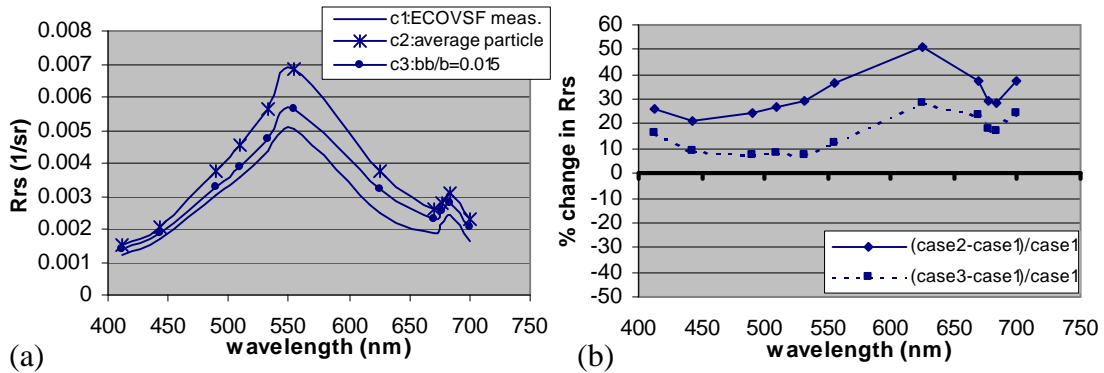 (a)
0.008
0.007
0.006
0.005
0.004
0.003
0.002
0.001
0
Rrs (1/sr)
400 450 500 550 600 650 700 750
wavelength (nm)
c1:ECOVSF meas.
c2:average particle
c3:bb/b=0.015
(b)
60
50
40
30
20
10
0
-10
-20
-30
-40
-50
% change in Rrs
400 450 500 550 600 650 700 750
wavelength (nm)
(case2-case1)/case1
(case3-case1)/case1